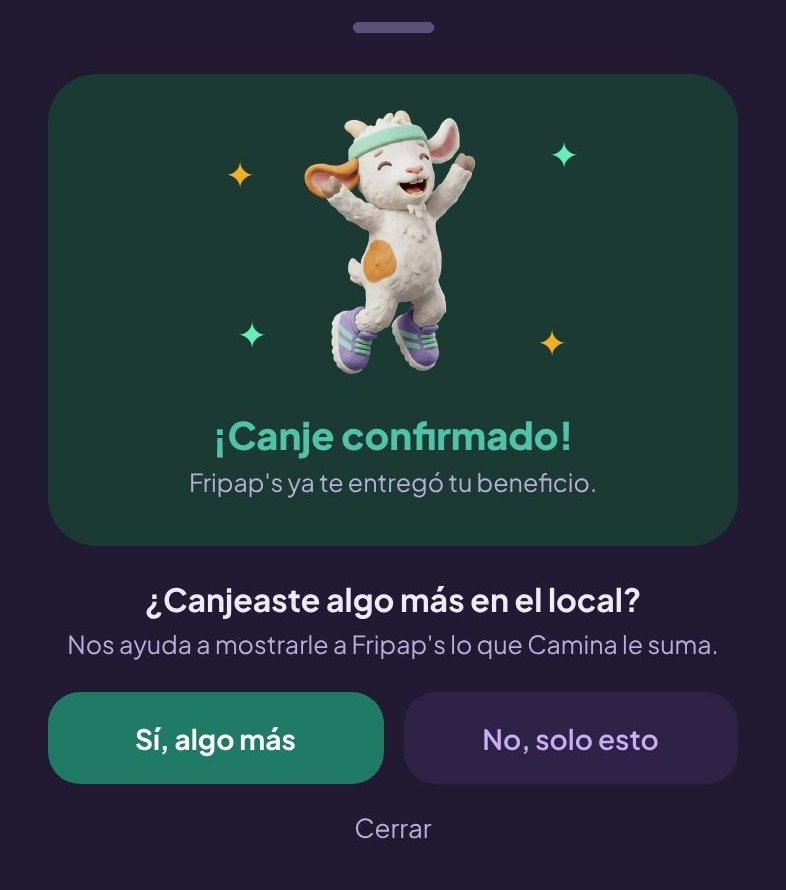 ¡Canje confirmado!
Fripap's ya te entregó tu beneficio.
¿Canjeaste algo más en el local?
Nos ayuda a mostrarle a Fripap's lo que Camina le suma.
Sí, algo más
No, solo esto
Cerrar